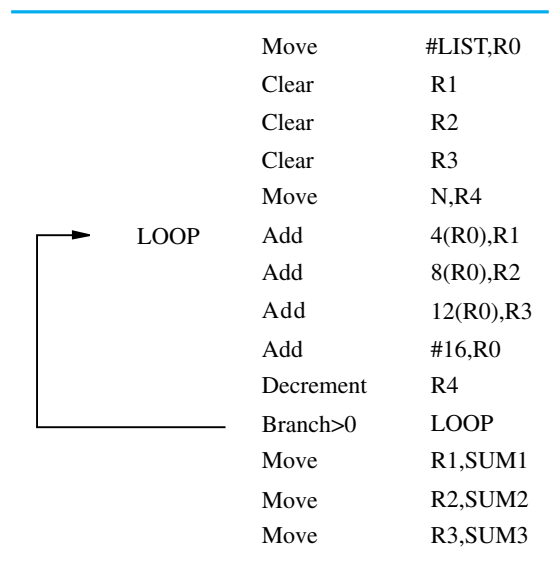 Move #LIST,R0
Clear R1
Clear R2
Clear R3
Move N,R4
LOOP Add 4(R0),R1
Add 8(R0),R2
Add 12(R0),R3
Add #16,R0
Decrement R4
Branch>0 LOOP
Move R1,SUM1
Move R2,SUM2
Move R3,SUM3